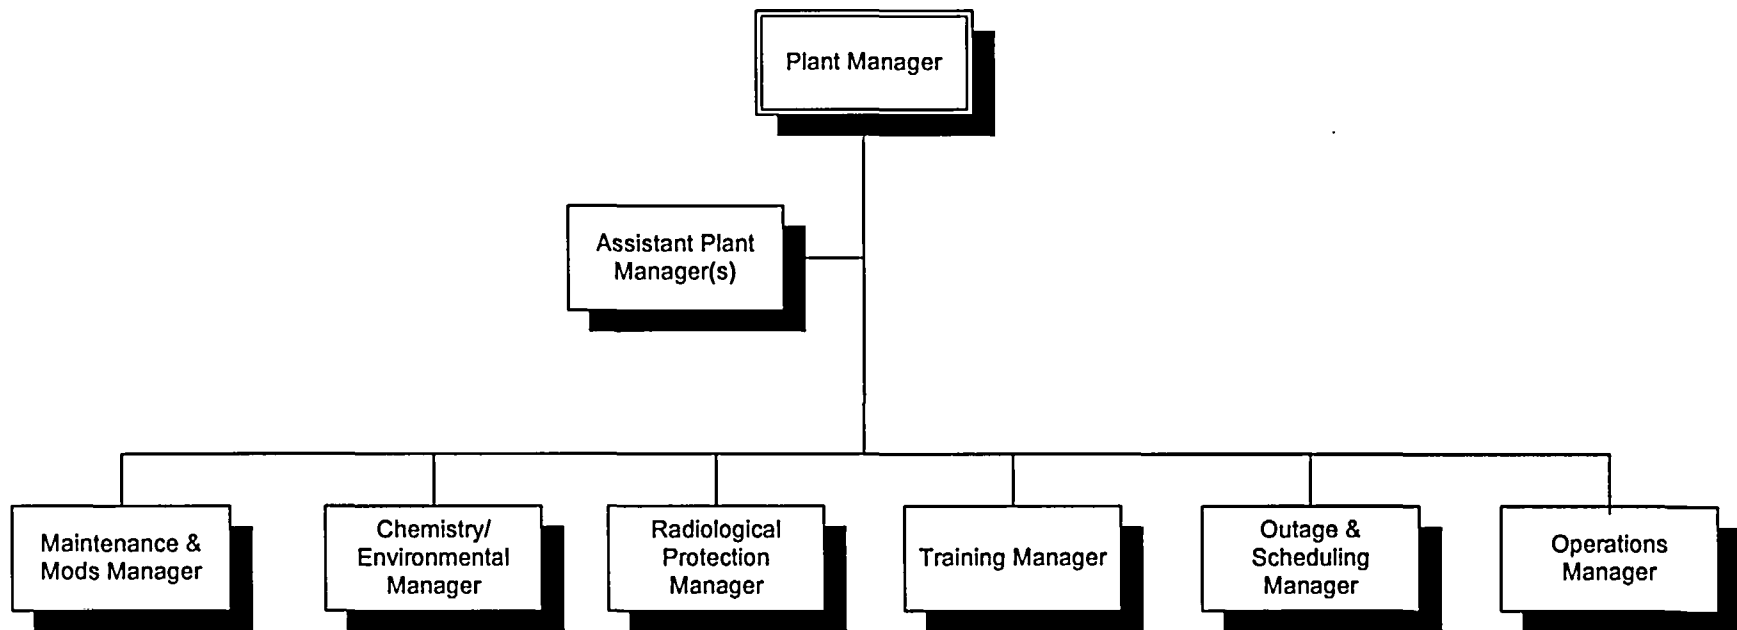 Plant Manager
Assistant Plant
Manager(s)
Maintenance &
Mods Manager
Chemistry/
Environmental
Manager
Radiological
Protection
Manager
Training Manager
Outage &
Scheduling
Manager
Operations
Manager